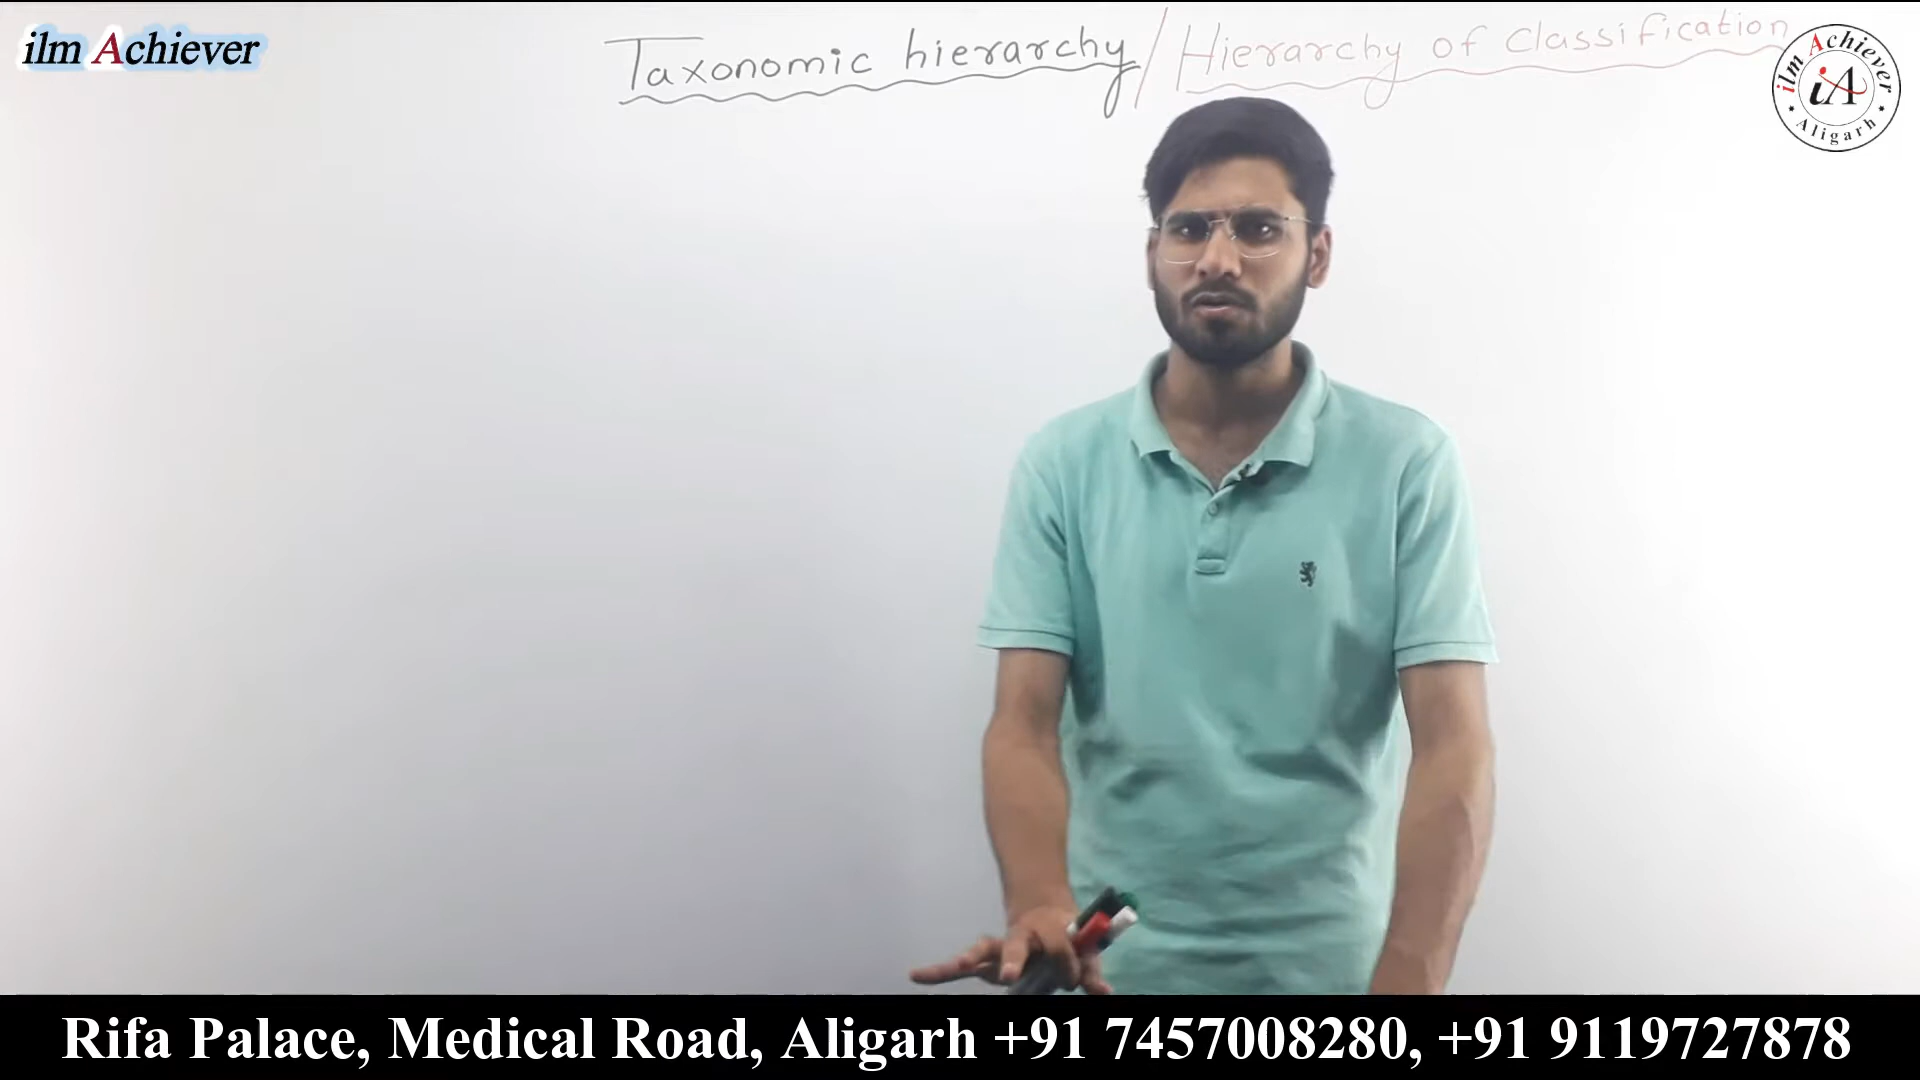 ilm Achiever
Taxonomic hierarchy / Hierarchy of Classification
ilm Achiever
iA
Aligarh
Rifa Palace, Medical Road, Aligarh +91 7457008280, +91 9119727878